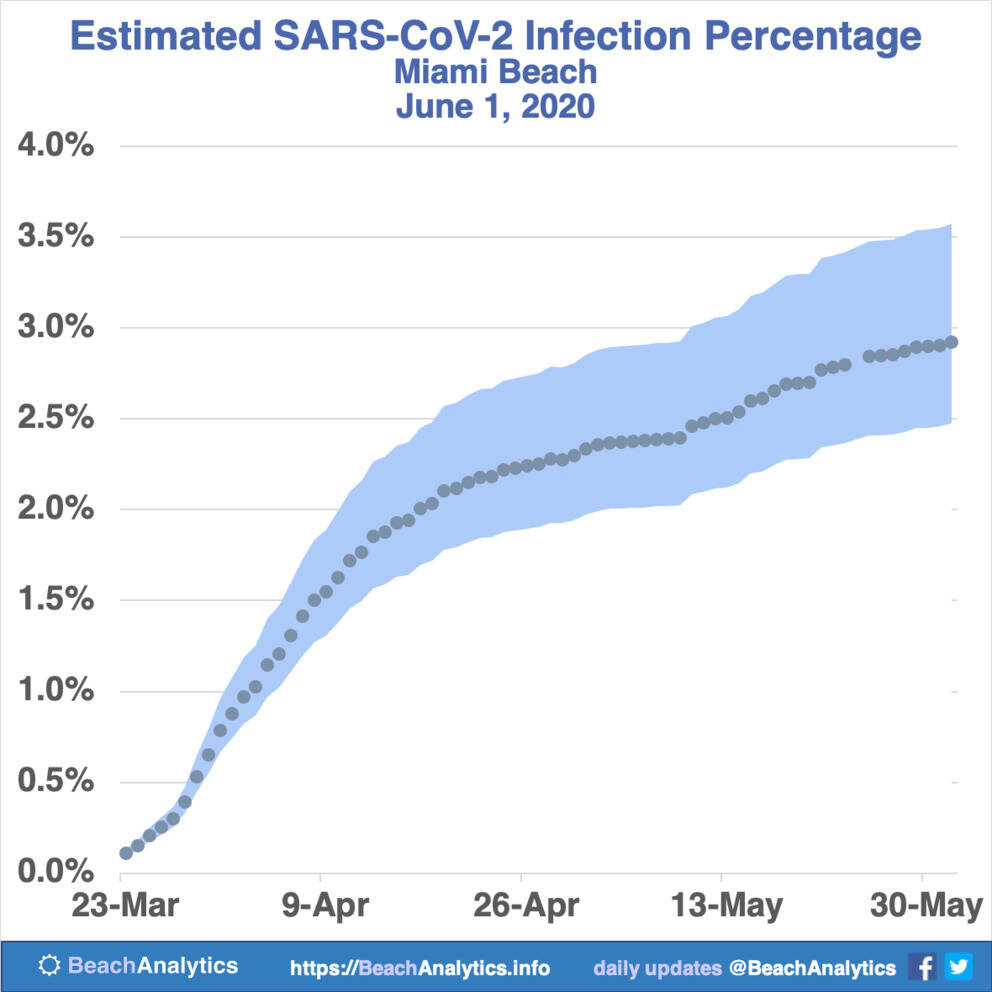 Estimated SARS-CoV-2 Infection Percentage
Miami Beach
June 1, 2020
4.0%
3.5%
3.0%
2.5%
2.0%
1.5%
1.0%
0.5%
0.0%
23-Mar 9-Apr 26-Apr 13-May 30-May
BeachAnalytics https://BeachAnalytics.info daily updates @BeachAnalytics f